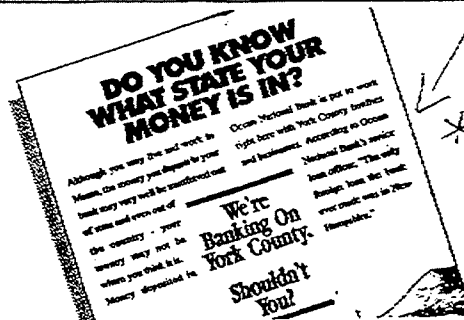 DO YOU KNOW
WHAT STATE YOUR
MONEY IS IN?
Although you may live and work in
Maine, the money you deposit in your
bank may very well be transferred out
of state and even out of
the country - your
money may not be
when you think it is.
Money deposited in
Ocean National Bank is put to work
right here with York County
and businesses. According to Ocean
National Bank's senior
loan officer, "The only
foreign loan the bank
ever made was in New
Hampshire."
We're
Banking On
York County.
Shouldn't
You?